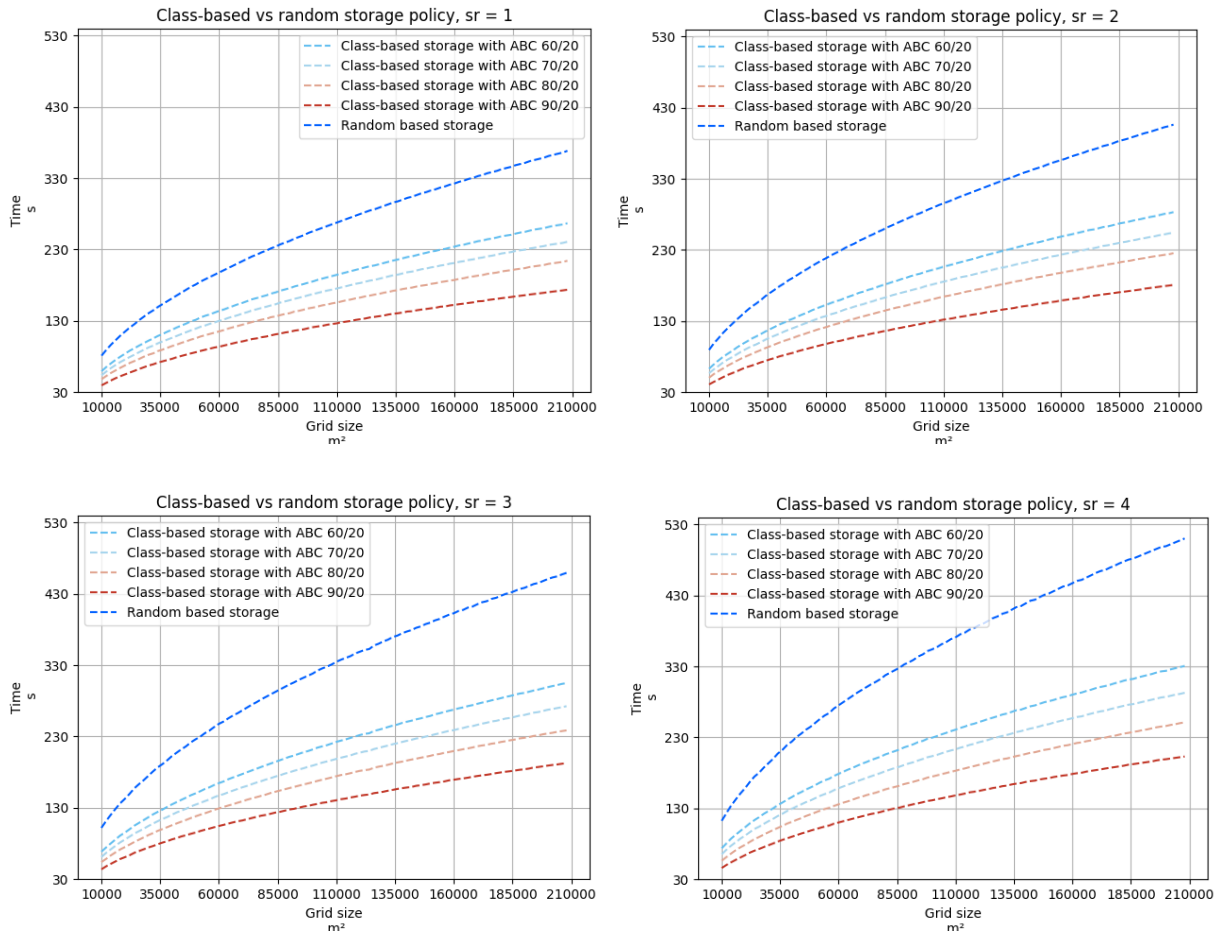 Class-based vs random storage policy, sr = 1
530
430
330
230
130
30
Time
s
Class-based storage with ABC 60/20
Class-based storage with ABC 70/20
Class-based storage with ABC 80/20
Class-based storage with ABC 90/20
Random based storage
10000 35000 60000 85000 110000 135000 160000 185000 210000
Grid size
m²
Class-based vs random storage policy, sr = 2
530
430
330
230
130
30
Time
s
Class-based storage with ABC 60/20
Class-based storage with ABC 70/20
Class-based storage with ABC 80/20
Class-based storage with ABC 90/20
Random based storage
10000 35000 60000 85000 110000 135000 160000 185000 210000
Grid size
m²
Class-based vs random storage policy, sr = 3
530
430
330
230
130
30
Time
s
Class-based storage with ABC 60/20
Class-based storage with ABC 70/20
Class-based storage with ABC 80/20
Class-based storage with ABC 90/20
Random based storage
10000 35000 60000 85000 110000 135000 160000 185000 210000
Grid size
m²
Class-based vs random storage policy, sr = 4
530
430
330
230
130
30
Time
s
Class-based storage with ABC 60/20
Class-based storage with ABC 70/20
Class-based storage with ABC 80/20
Class-based storage with ABC 90/20
Random based storage
10000 35000 60000 85000 110000 135000 160000 185000 210000
Grid size
m²